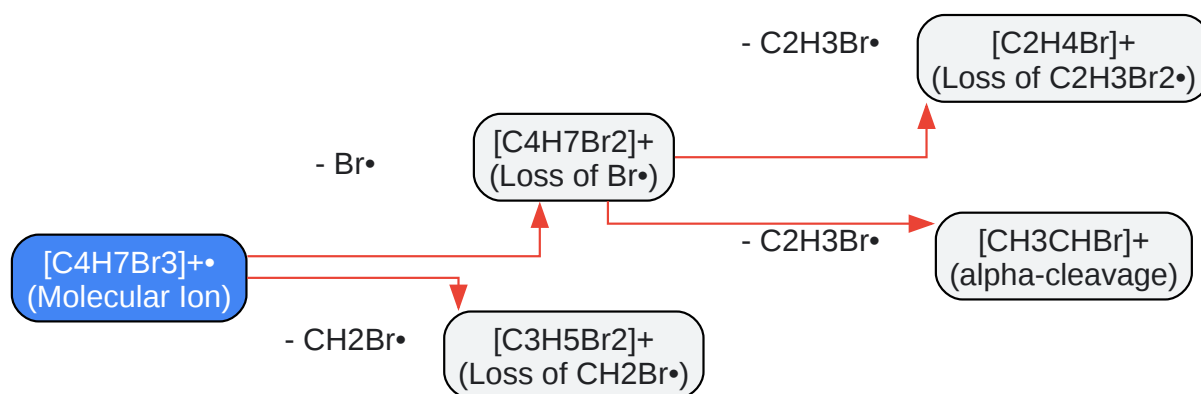 - C2H3Br•
[C2H4Br]+
(Loss of C2H3Br2•)
- Br•
[C4H7Br2]+
(Loss of Br•)
- C2H3Br•
[CH3CHBr]+
(alpha-cleavage)
[C4H7Br3]+•
(Molecular Ion)
- CH2Br•
[C3H5Br2]+
(Loss of CH2Br•)